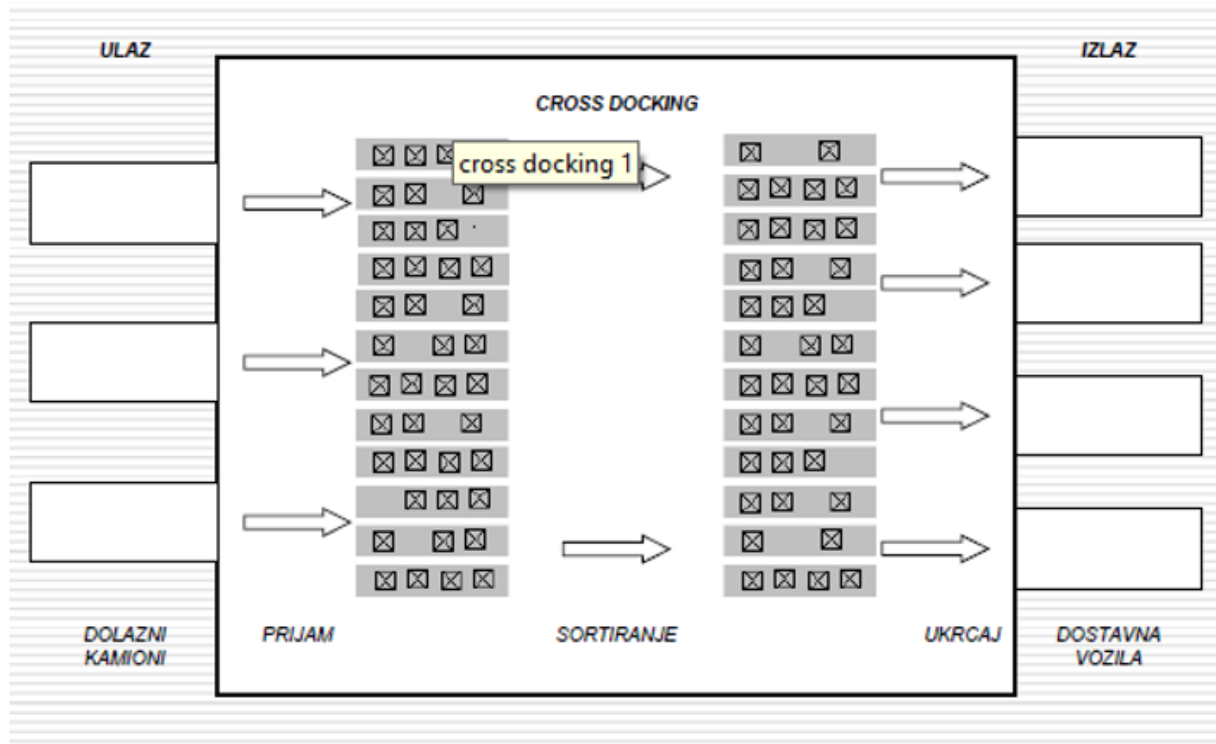 ULAZ
IZLAZ
CROSS DOCKING
cross docking 1
DOLAZNI
KAMIONI
PRIJAM
SORTIRANJE
UKRCAJ
DOSTAVNA
VOZILA